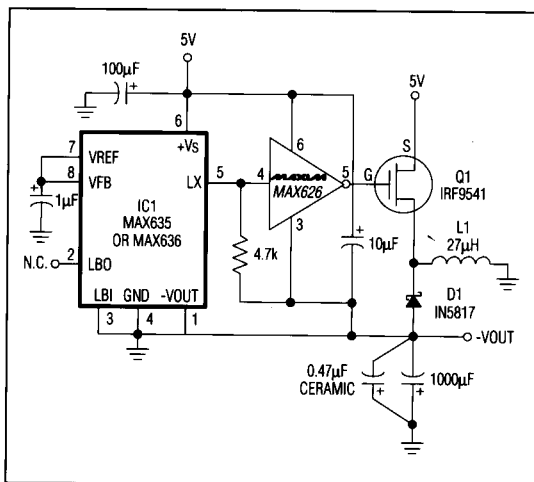 5V
100µF
+
5V
6
+VS
7
VREF
8
VFB
+
1µF
IC1
MAX635
OR MAX636
LX
5
4
6
MAXIM
MAX626
3
5
G
S
Q1
IRF9541
4.7k
+
10µF
L1
27µH
N.C.
2
LBO
LBI
GND
-VOUT
3
4
1
D1
IN5817
-VOUT
0.47µF
CERAMIC
+
+
1000µF